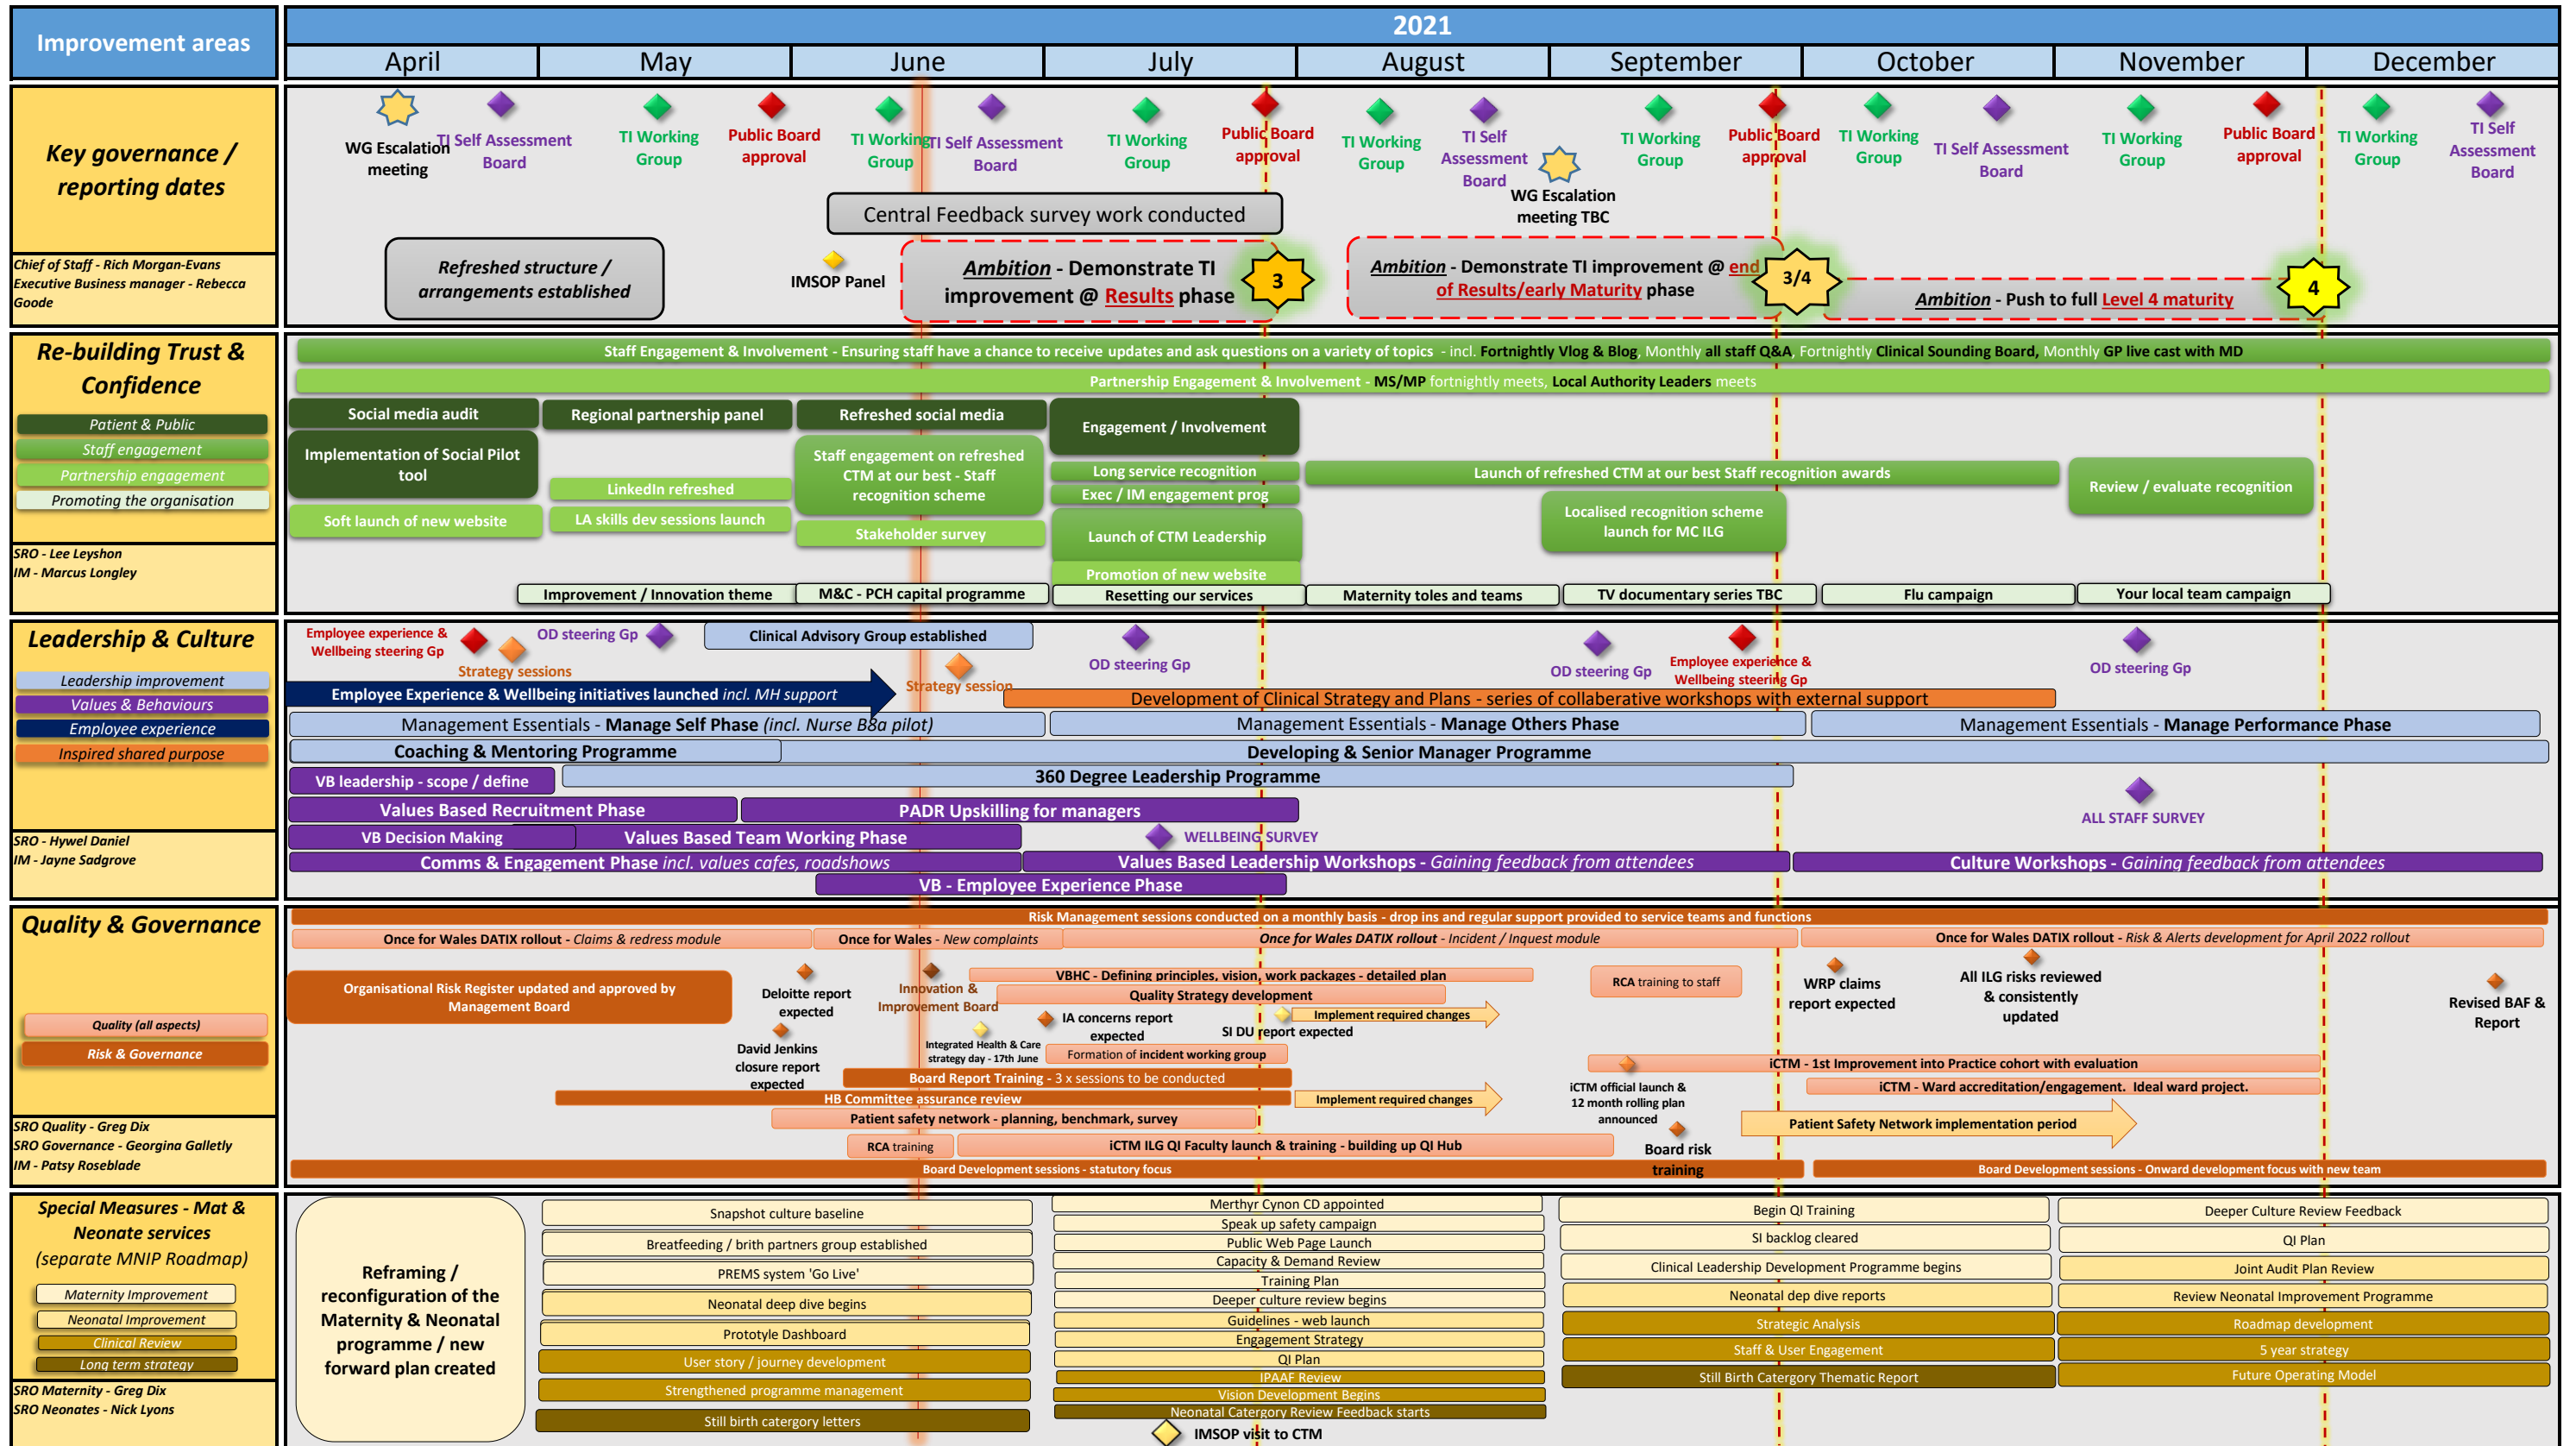 Improvement areas
2021
April
May
June
July
August
September
October
November
December
Key governance /
reporting dates
Chief of Staff - Rich Morgan-Evans
Executive Business manager - Rebecca
Goode
WG Escalation
meeting
TI Self Assessment
Board
TI Working
Group
Public Board
approval
TI Working
Group
TI Self Assessment
Board
TI Working
Group
Public Board
approval
TI Working
Group
TI Self
Assessment
Board
WG Escalation
meeting TBC
TI Working
Group
Public Board
approval
TI Working
Group
TI Self Assessment
Board
TI Working
Group
Public Board
approval
TI Working
Group
TI Self
Assessment
Board
Central Feedback survey work conducted
Refreshed structure /
arrangements established
IMSOP Panel
Ambition - Demonstrate TI
improvement @ Results phase
3
Ambition - Demonstrate TI improvement @ end
of Results/early Maturity phase
3/4
Ambition - Push to full Level 4 maturity
4
Re-building Trust &
Confidence
Patient & Public
Staff engagement
Partnership engagement
Promoting the organisation
SRO - Lee Leyshon
IM - Marcus Longley
Staff Engagement & Involvement - Ensuring staff have a chance to receive updates and ask questions on a variety of topics - incl. Fortnightly Vlog & Blog, Monthly all staff Q&A, Fortnightly Clinical Sounding Board, Monthly GP live cast with MD
Partnership Engagement & Involvement - MS/MP fortnightly meets, Local Authority Leaders meets
Social media audit
Regional partnership panel
Refreshed social media
Engagement / Involvement
Implementation of Social Pilot
tool
Staff engagement on refreshed
CTM at our best - Staff
recognition scheme
Long service recognition
Launch of refreshed CTM at our best Staff recognition awards
Review / evaluate recognition
LinkedIn refreshed
Exec / IM engagement prog
Soft launch of new website
LA skills dev sessions launch
Stakeholder survey
Launch of CTM Leadership
Localised recognition scheme
launch for MC ILG
Promotion of new website
Improvement / Innovation theme
M&C - PCH capital programme
Resetting our services
Maternity toles and teams
TV documentary series TBC
Flu campaign
Your local team campaign
Leadership & Culture
Leadership improvement
Values & Behaviours
Employee experience
Inspired shared purpose
SRO - Hywel Daniel
IM - Jayne Sadgrove
Employee experience &
Wellbeing steering Gp
Strategy sessions
OD steering Gp
Clinical Advisory Group established
Strategy session
OD steering Gp
OD steering Gp
Employee experience &
Wellbeing steering Gp
OD steering Gp
Employee Experience & Wellbeing initiatives launched incl. MH support
Development of Clinical Strategy and Plans - series of collaberative workshops with external support
Management Essentials - Manage Self Phase (incl. Nurse B8a pilot)
Management Essentials - Manage Others Phase
Management Essentials - Manage Performance Phase
Coaching & Mentoring Programme
Developing & Senior Manager Programme
VB leadership - scope / define
360 Degree Leadership Programme
Values Based Recruitment Phase
PADR Upskilling for managers
ALL STAFF SURVEY
VB Decision Making
Values Based Team Working Phase
WELLBEING SURVEY
Comms & Engagement Phase incl. values cafes, roadshows
Values Based Leadership Workshops - Gaining feedback from attendees
Culture Workshops - Gaining feedback from attendees
VB - Employee Experience Phase
Quality & Governance
Quality (all aspects)
Risk & Governance
SRO Quality - Greg Dix
SRO Governance - Georgina Galletly
IM - Patsy Roseblade
Risk Management sessions conducted on a monthly basis - drop ins and regular support provided to service teams and functions
Once for Wales DATIX rollout - Claims & redress module
Once for Wales - New complaints
Once for Wales DATIX rollout - Incident / Inquest module
Once for Wales DATIX rollout - Risk & Alerts development for April 2022 rollout
Organisational Risk Register updated and approved by
Management Board
Deloitte report
expected
Innovation &
Improvement Board
VBHC - Defining principles, vision, work packages - detailed plan
Quality Strategy development
RCA training to staff
WRP claims
report expected
All ILG risks reviewed
& consistently
updated
Revised BAF &
Report
David Jenkins
closure report
expected
Integrated Health & Care
strategy day - 17th June
IA concerns report
expected
SI DU report expected
Implement required changes
Formation of incident working group
Board Report Training - 3 x sessions to be conducted
HB Committee assurance review
Implement required changes
iCTM - 1st Improvement into Practice cohort with evaluation
iCTM official launch &
12 month rolling plan
announced
iCTM - Ward accreditation/engagement. Ideal ward project.
Patient safety network - planning, benchmark, survey
Patient Safety Network implementation period
RCA training
iCTM ILG QI Faculty launch & training - building up QI Hub
Board risk
training
Board Development sessions - statutory focus
Board Development sessions - Onward development focus with new team
Special Measures - Mat &
Neonate services
(separate MNIP Roadmap)
Maternity Improvement
Neonatal Improvement
Clinical Review
Long term strategy
SRO Maternity - Greg Dix
SRO Neonates - Nick Lyons
Reframing /
reconfiguration of the
Maternity & Neonatal
programme / new
forward plan created
Snapshot culture baseline
Breatfeeding / brith partners group established
PREMS system 'Go Live'
Neonatal deep dive begins
Prototyle Dashboard
User story / journey development
Strengthened programme management
Still birth catergory letters
Merthyr Cynon CD appointed
Speak up safety campaign
Public Web Page Launch
Capacity & Demand Review
Training Plan
Deeper culture review begins
Guidelines - web launch
Engagement Strategy
QI Plan
IPAAF Review
Vision Development Begins
Neonatal Catergory Review Feedback starts
IMSOP visit to CTM
Begin QI Training
SI backlog cleared
Clinical Leadership Development Programme begins
Neonatal dep dive reports
Strategic Analysis
Staff & User Engagement
Still Birth Catergory Thematic Report
Deeper Culture Review Feedback
QI Plan
Joint Audit Plan Review
Review Neonatal Improvement Programme
Roadmap development
5 year strategy
Future Operating Model